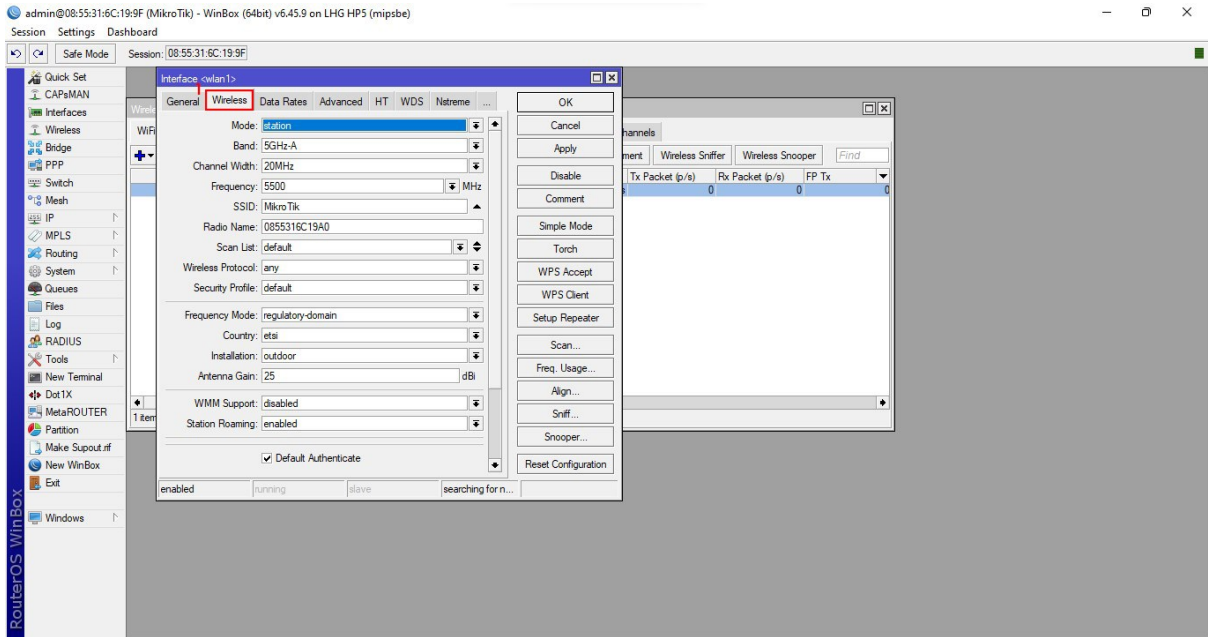 admin@08:55:31:6C:19:9F (MikroTik) - WinBox (64bit) v6.45.9 on LHG HP5 (mipsbe)
Session Settings Dashboard
Safe Mode Session: 08:55:31:6C:19:9F
Quick Set
CAPsMAN
Interfaces
Wireless
Bridge
PPP
Switch
Mesh
IP
MPLS
Routing
System
Queues
Files
Log
RADIUS
Tools
New Terminal
Dot1X
MetaROUTER
Partition
Make Supout.rif
New WinBox
Exit
Windows
RouterOS WinBox
Interface <wlan1>
General Wireless Data Rates Advanced HT WDS Nstreme ...
Mode: station
Band: 5GHz-A
Channel Width: 20MHz
Frequency: 5500 MHz
SSID: MikroTik
Radio Name: 0855316C19A0
Scan List: default
Wireless Protocol: any
Security Profile: default
Frequency Mode: regulatory-domain
Country: etsi
Installation: outdoor
Antenna Gain: 25 dBi
WMM Support: disabled
Station Roaming: enabled
Default Authenticate
enabled running slave searching for n...
OK
Cancel
Apply
Disable
Comment
Simple Mode
Torch
WPS Accept
WPS Client
Setup Repeater
Scan...
Freq. Usage...
Align...
Sniff...
Snooper...
Reset Configuration
Wirele
WiFi
hannels
ment Wireless Sniffer Wireless Snooper Find
Tx Packet (p/s) Rx Packet (p/s) FP Tx
0 0 0
1 item